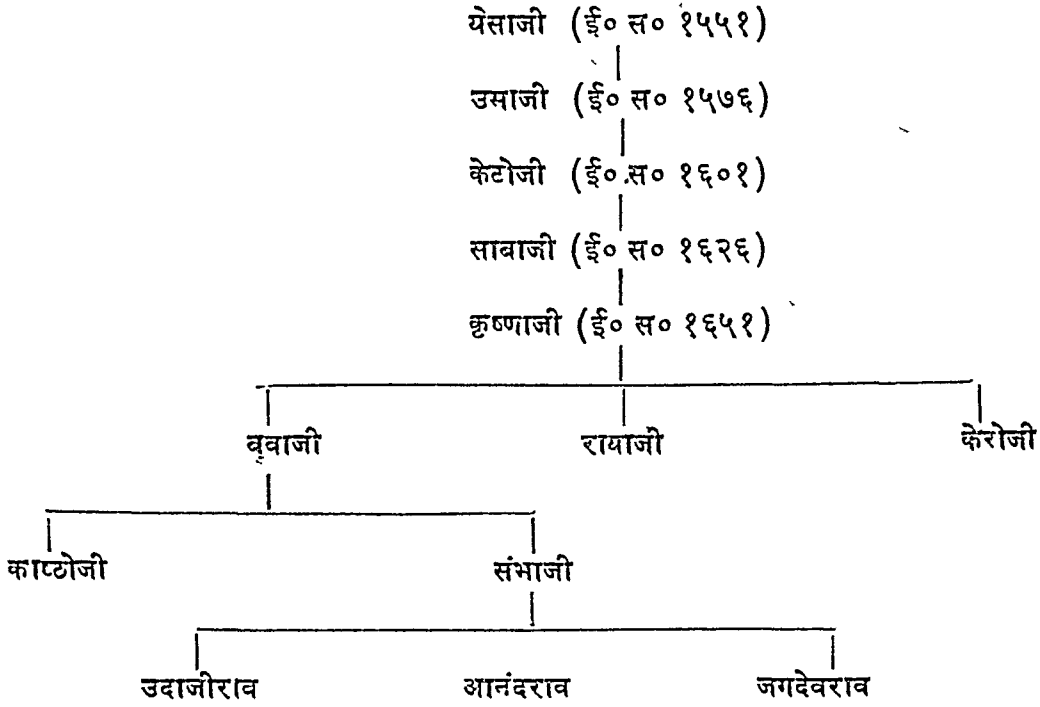 येसाजी (ई० स० १५५१)
उमाजी (ई० स० १५७६)
केटोजी (ई० स० १६०१)
साबाजी (ई० स० १६२६)
कृष्णाजी (ई० स० १६५१)
बुवाजी रायाजी केरोजी
काष्ठोजी संभाजी
उदाजीराव आनंदराव जगदेवराव